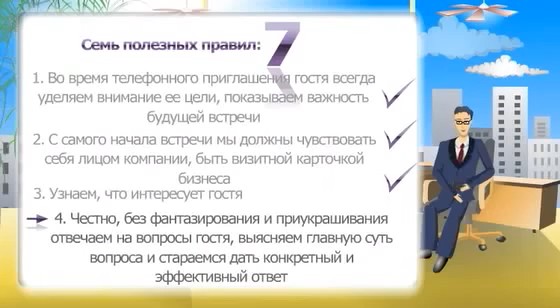 Семь полезных правил: 7
1. Во время телефонного приглашения гостя всегда
уделяем внимание ее цели, показываем важность
будущей встречи
2. С самого начала встречи мы должны чувствовать
себя лицом компании, быть визитной карточкой
бизнеса
3. Узнаем, что интересует гостя
4. Честно, без фантазирования и приукрашивания
отвечаем на вопросы гостя, выясняем главную суть
вопроса и стараемся дать конкретный и
эффективный ответ